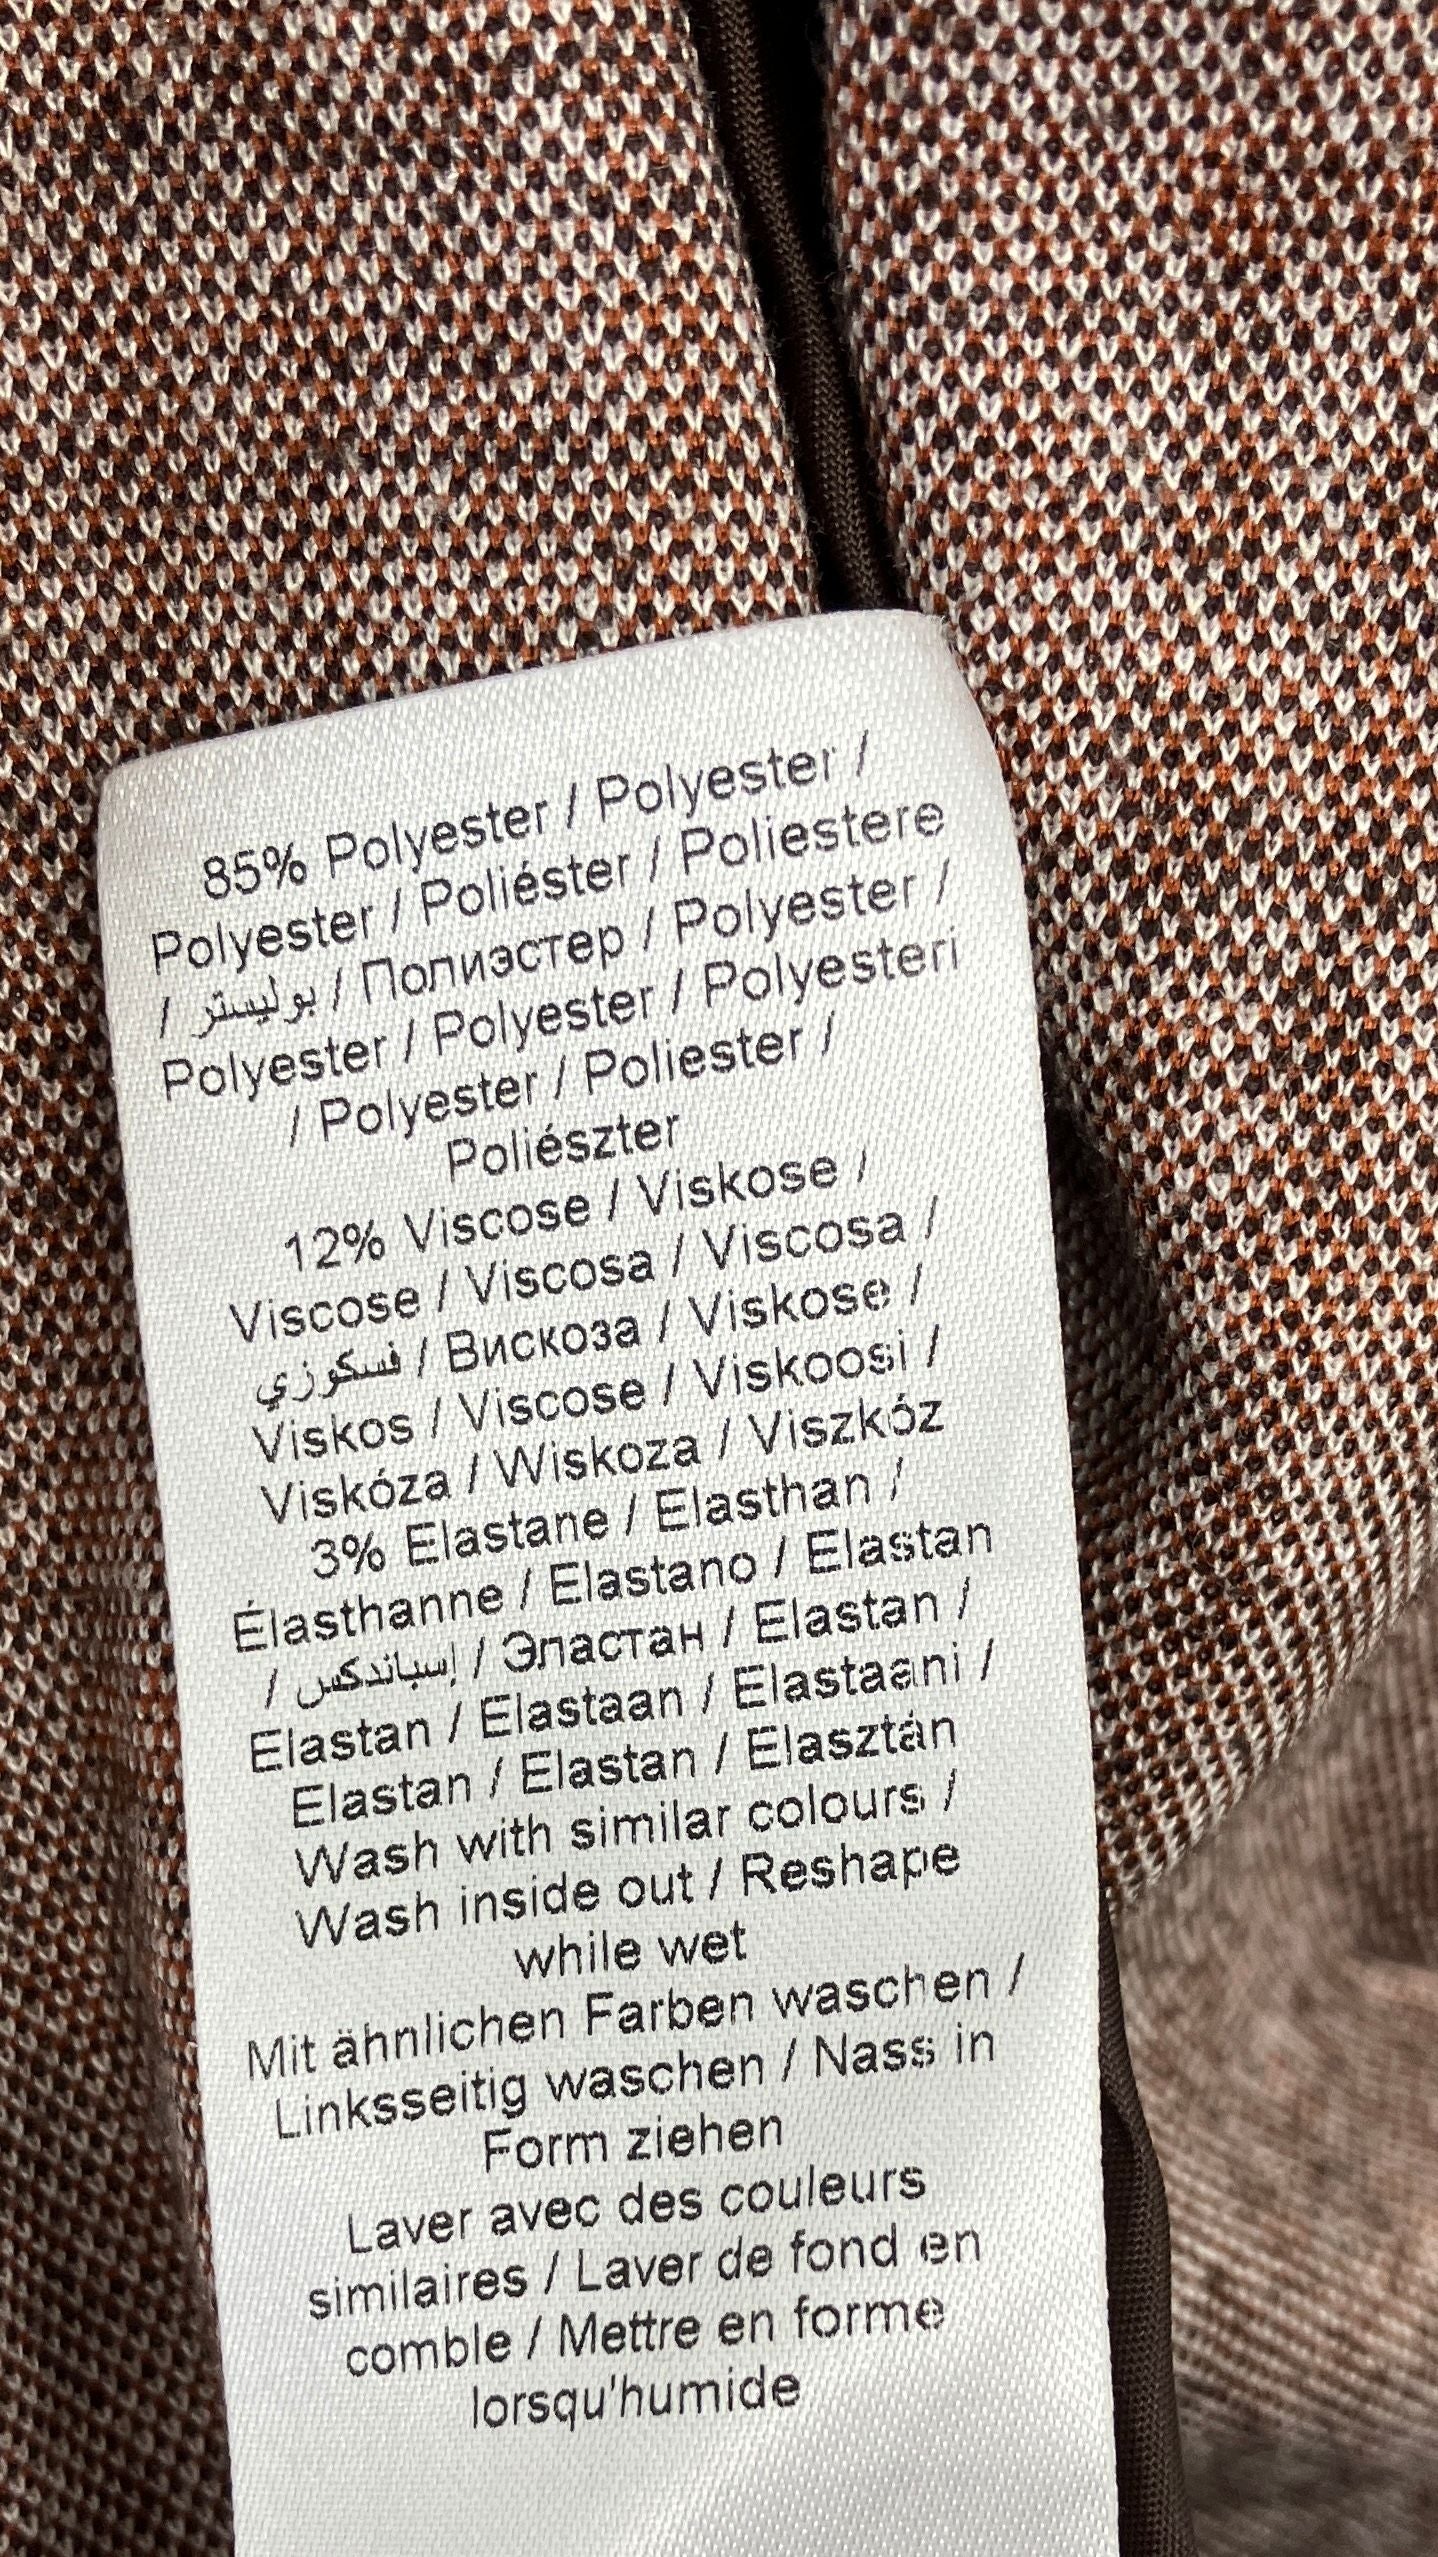 85% Polyester / Polyester /
Polyester / Poliéster / Poliestere
/ بوليستر / Полиэстер / Polyester /
Polyester / Polyester / Polyesteri
/ Polyester / Poliester /
Poliészter
12% Viscose / Viskose /
Viscose / Viscosa / Viscosa /
فسكوزي / Вискоза / Viskose /
Viskos / Viscose / Viskoosi /
Viskóza / Wiskoza / Viszkóz
3% Elastane / Elasthan /
Élasthanne / Elastano / Elastan
/ إسباندكس / Эластан / Elastan /
Elastan / Elastaan / Elastaani /
Elastan / Elastan / Elasztán
Wash with similar colours /
Wash inside out / Reshape
while wet
Mit ähnlichen Farben waschen /
Linksseitig waschen / Nass in
Form ziehen
Laver avec des couleurs
similaires / Laver de fond en
comble / Mettre en forme
lorsqu'humide